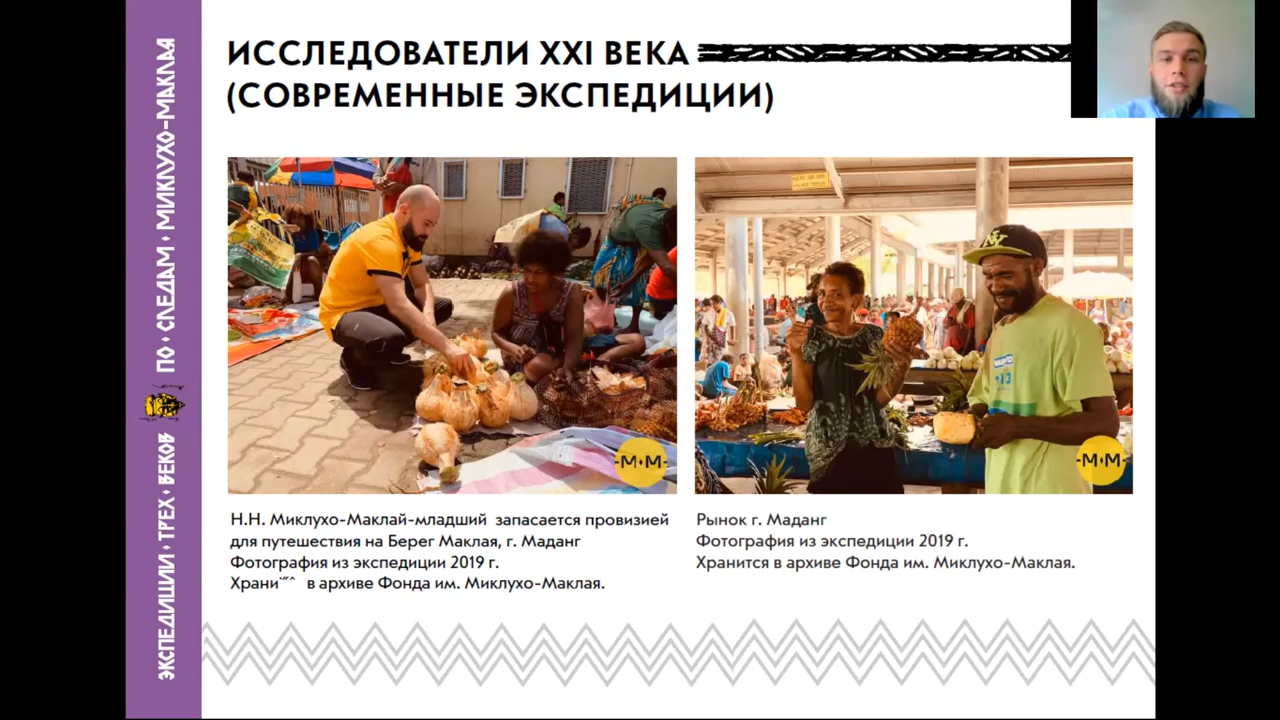 ИССЛЕДОВАТЕЛИ XXI ВЕКА
(СОВРЕМЕННЫЕ ЭКСПЕДИЦИИ)
ЭКСПЕДИЦИИ ТРЕХ ВЕКОВ
ПО СЛЕДАМ МИКЛУХО-МАКЛАЯ
М М
М М
Н.Н. Миклухо-Маклай-младший запасается провизией
для путешествия на Берег Маклая, г. Маданг
Фотография из экспедиции 2019 г.
Храни в архиве Фонда им. Миклухо-Маклая.
Рынок г. Маданг
Фотография из экспедиции 2019 г.
Хранится в архиве Фонда им. Миклухо-Маклая.